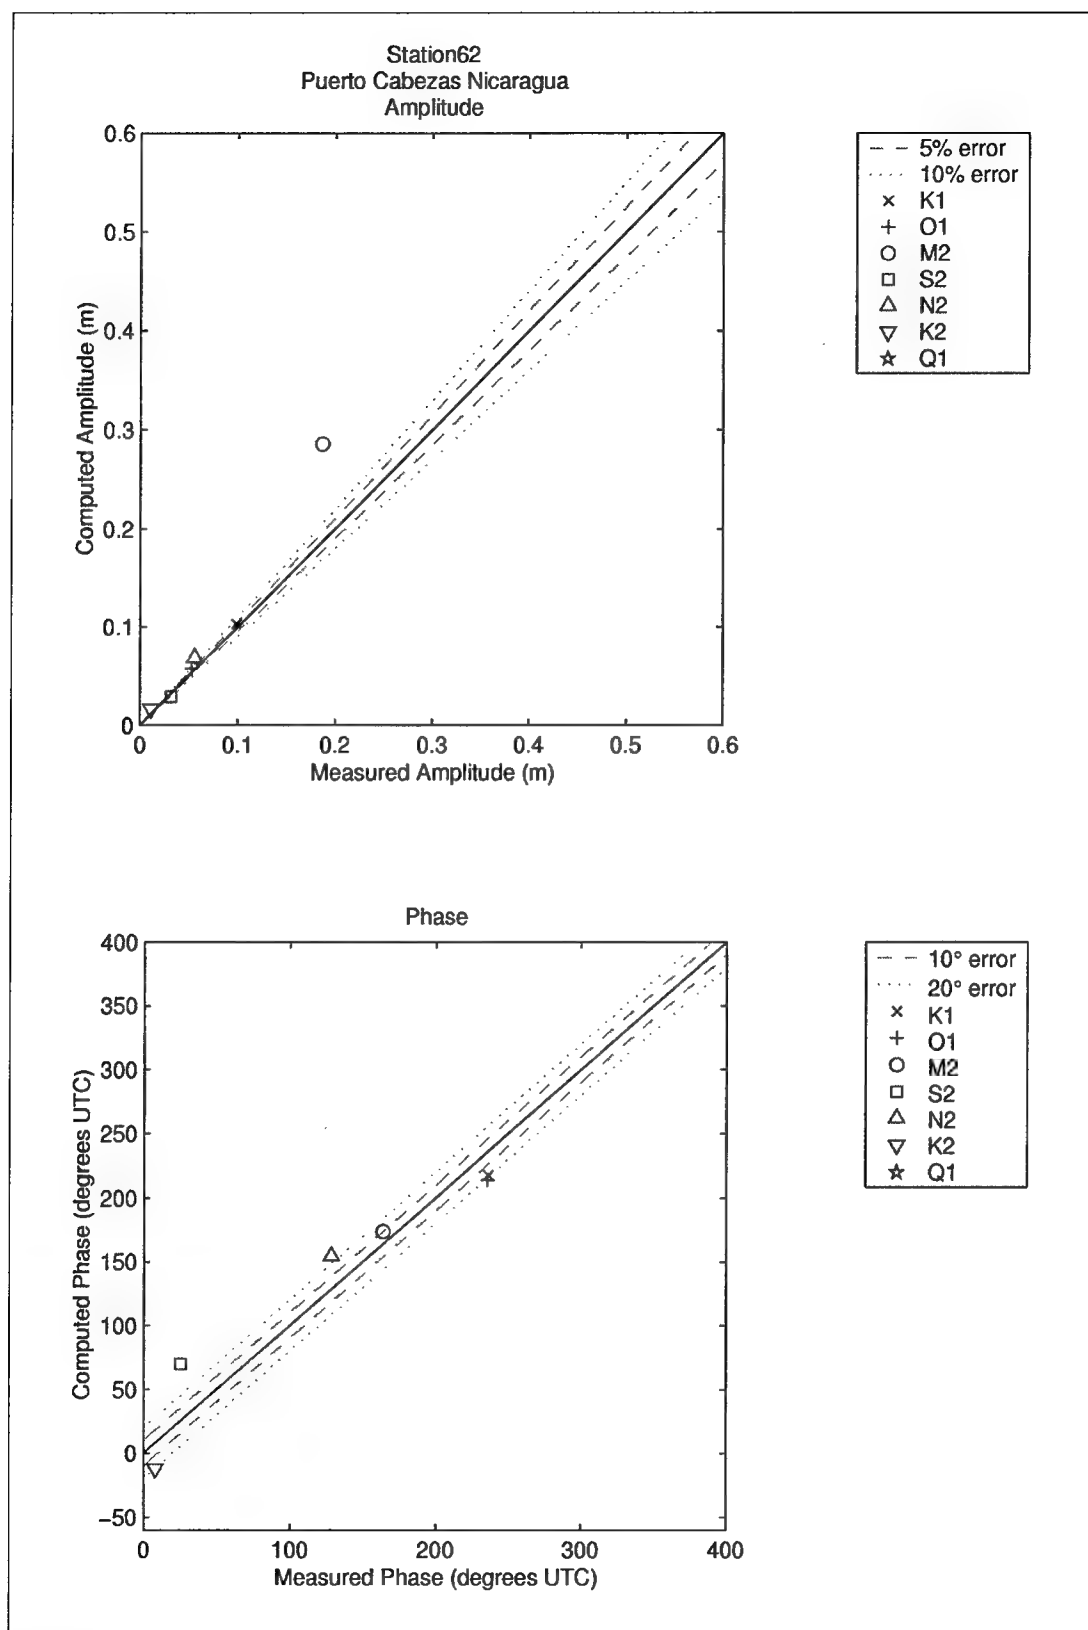 Station62
Puerto Cabezas Nicaragua
Amplitude
0.6
0.5
0.4
0.3
0.2
0.1
0
Computed Amplitude (m)
0 0.1 0.2 0.3 0.4 0.5 0.6
Measured Amplitude (m)
5% error
10% error
K1
O1
M2
S2
N2
K2
Q1
Phase
400
350
300
250
200
150
100
50
0
−50
Computed Phase (degrees UTC)
0 100 200 300 400
Measured Phase (degrees UTC)
10° error
20° error
K1
O1
M2
S2
N2
K2
Q1